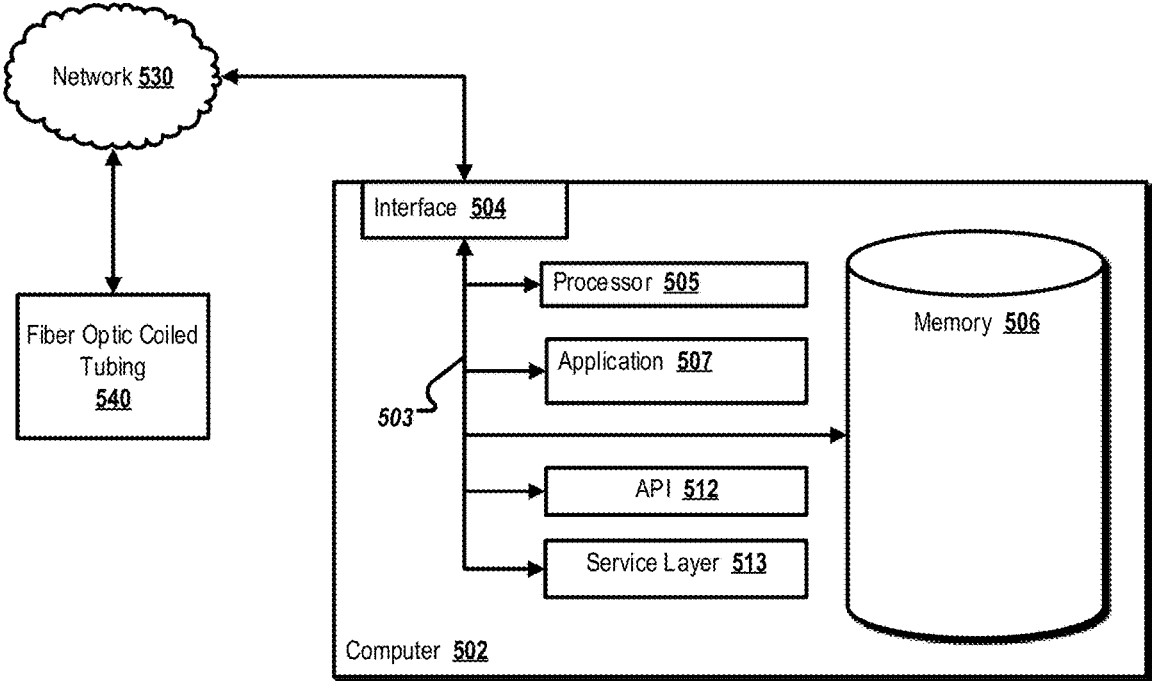 Network 530
Interface 504
Processor 505
Memory 506
Fiber Optic Coiled
Tubing
540
Application 507
503
API 512
Service Layer 513
Computer 502